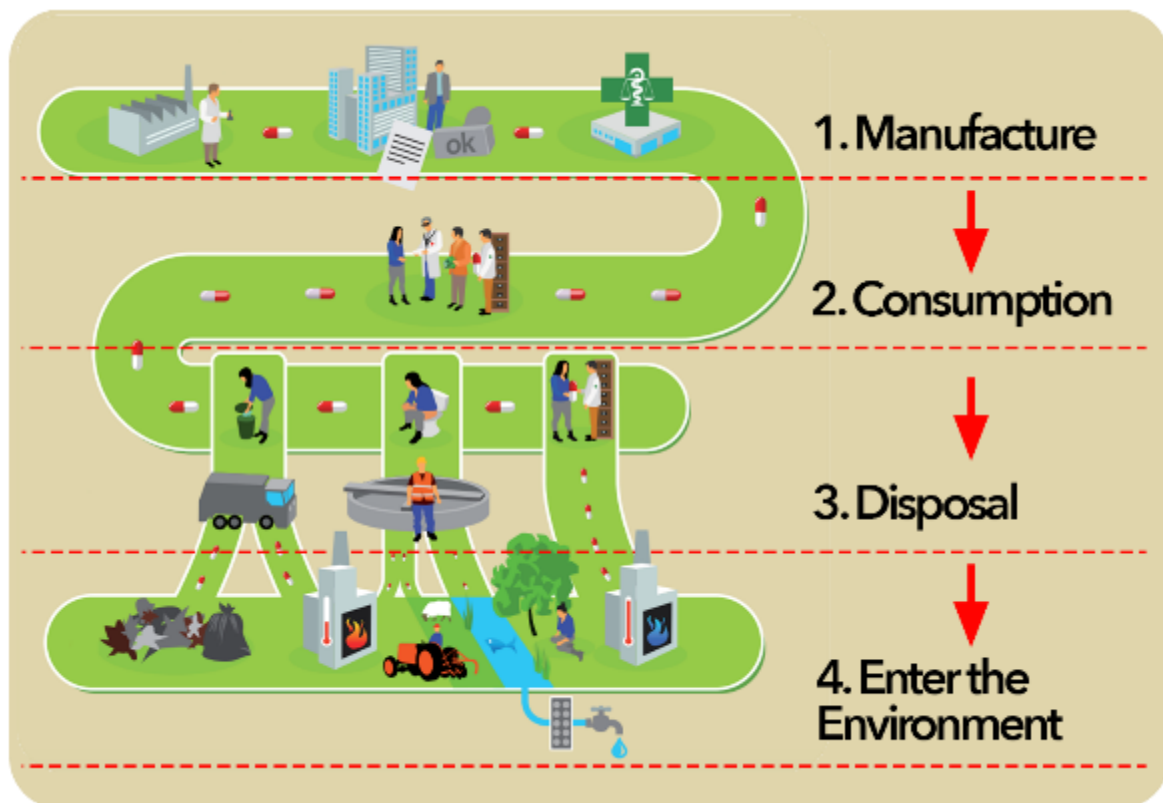 ok
1. Manufacture
2. Consumption
3. Disposal
4. Enter the
Environment